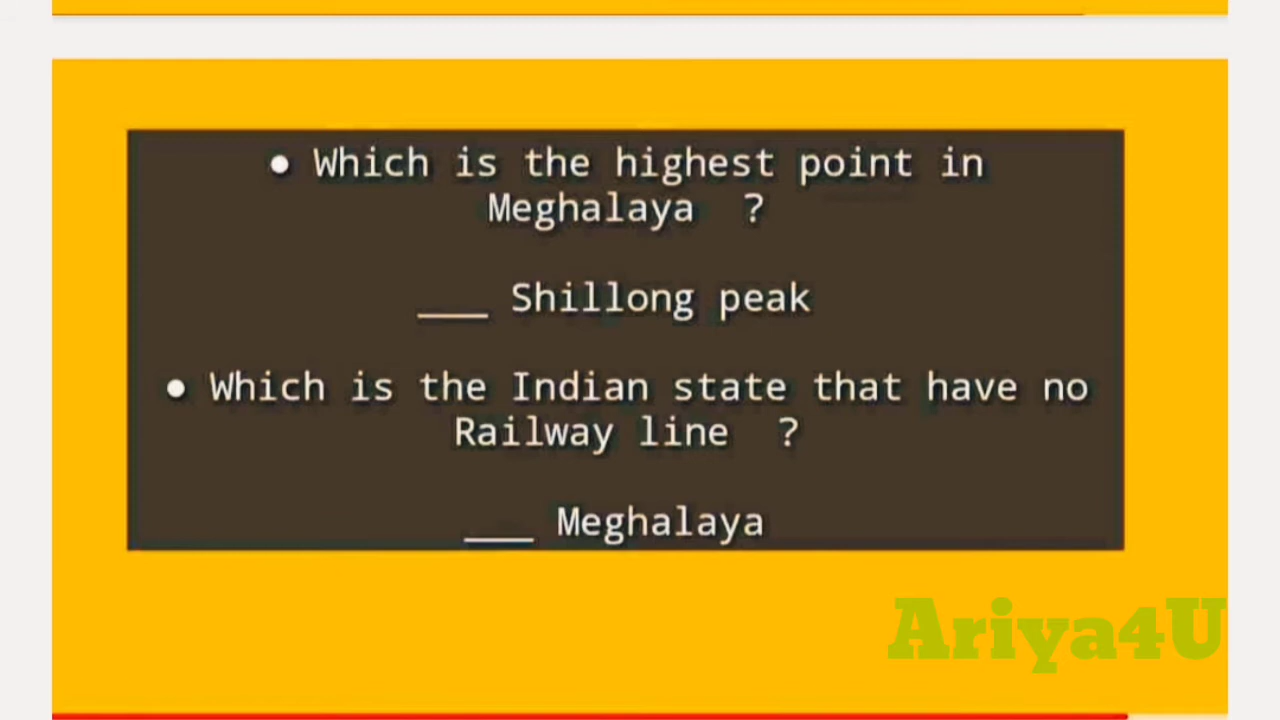 ● Which is the highest point in
Meghalaya ?
___ Shillong peak
● Which is the Indian state that have no
Railway line ?
___ Meghalaya
Ariya4U